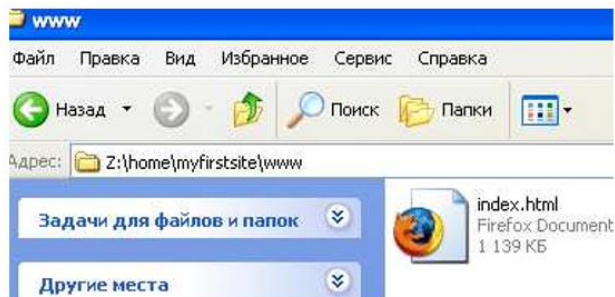 www
Файл Правка Вид Избранное Сервис Справка
Назад Поиск Папки
Адрес: Z:\home\myfirstsite\www
Задачи для файлов и папок
index.html
Firefox Document
1 139 КБ
Другие места